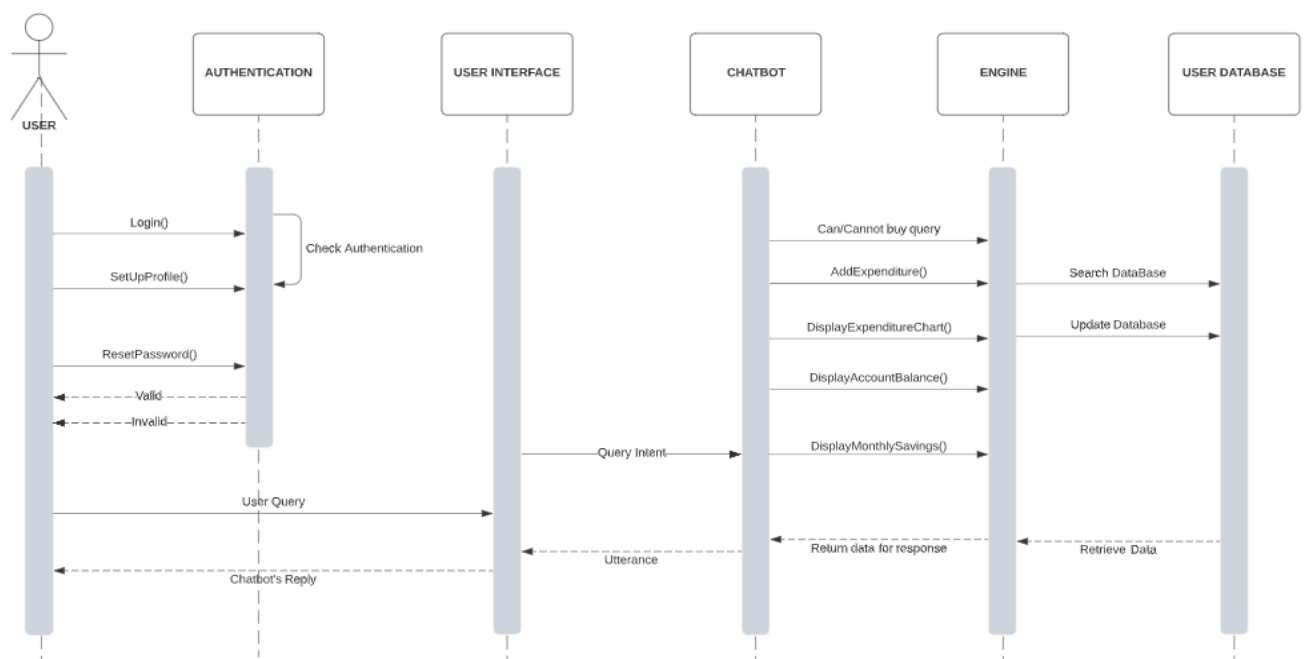 AUTHENTICATION
USER INTERFACE
CHATBOT
ENGINE
USER DATABASE
USER
Login()
Check Authentication
SetUpProfile()
ResetPassword()
Valid
Invalid
Can/Cannot buy query
AddExpenditure()
Search DataBase
DisplayExpenditureChart()
Update Database
DisplayAccountBalance()
DisplayMonthlySavings()
Query Intent
User Query
Return data for response
Retrieve Data
Utterance
Chatbot's Reply